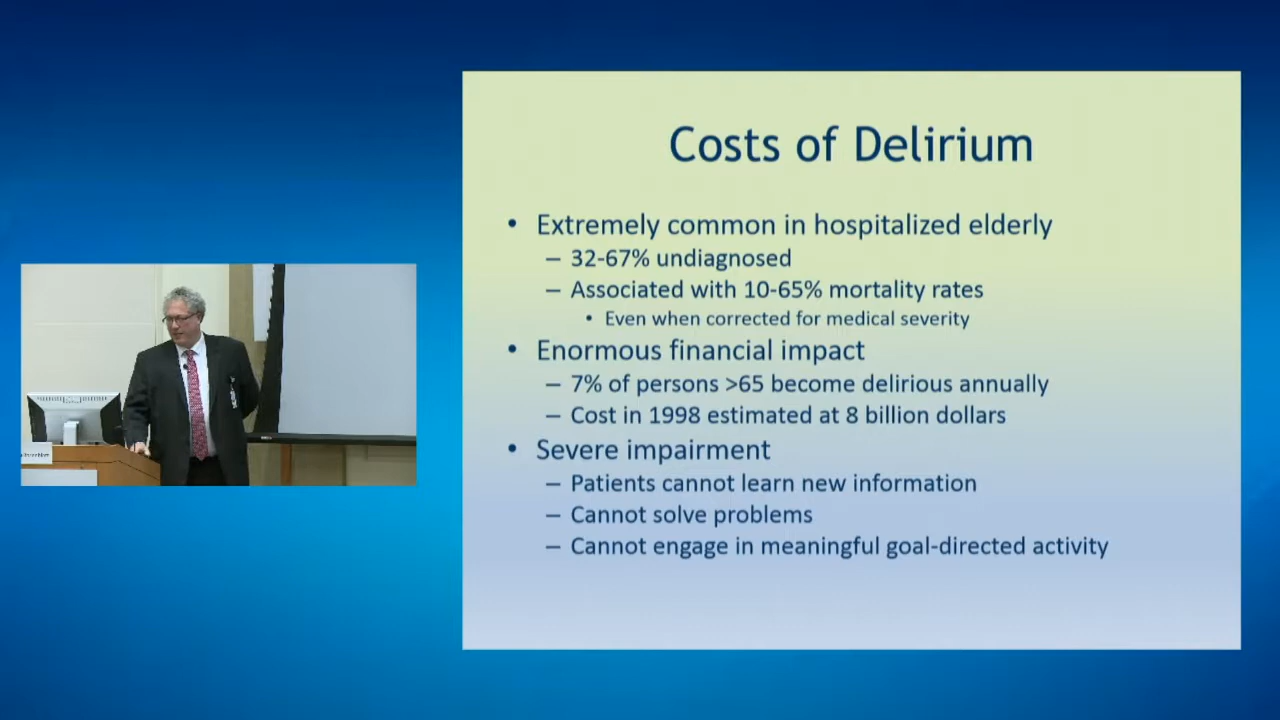 Costs of Delirium
• Extremely common in hospitalized elderly
– 32-67% undiagnosed
– Associated with 10-65% mortality rates
• Even when corrected for medical severity
• Enormous financial impact
– 7% of persons >65 become delirious annually
– Cost in 1998 estimated at 8 billion dollars
• Severe impairment
– Patients cannot learn new information
– Cannot solve problems
– Cannot engage in meaningful goal-directed activity